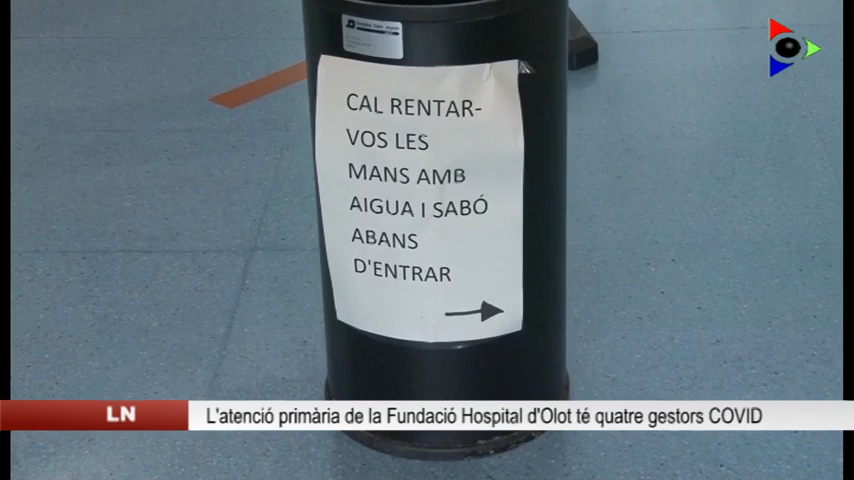 CAL RENTAR-
VOS LES
MANS AMB
AIGUA I SABÓ
ABANS
D'ENTRAR
LN
L'atenció primària de la Fundació Hospital d'Olot té quatre gestors COVID